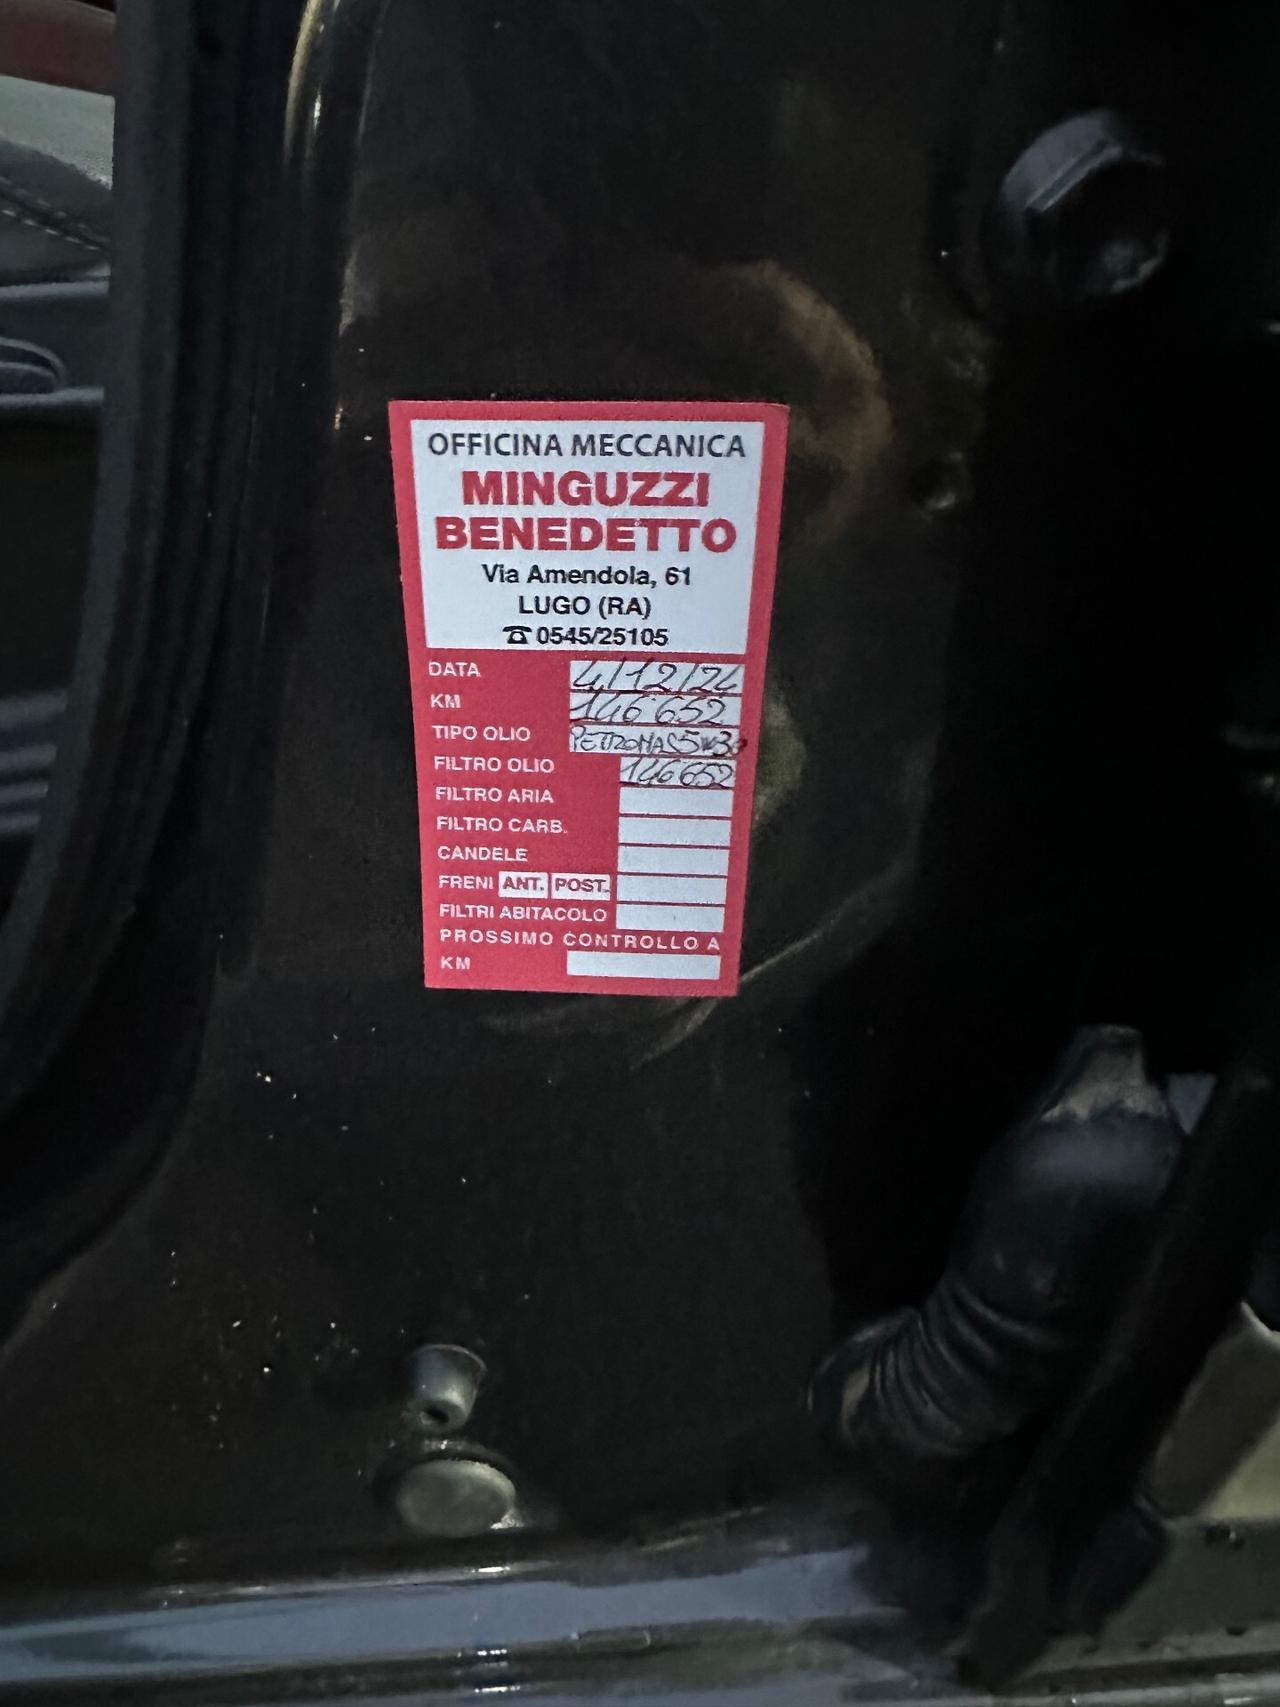 OFFICINA MECCANICA
MINGUZZI
BENEDETTO
Via Amendola, 61
LUGO (RA)
☎ 0545/25105
DATA 4/12/24
KM 146652
TIPO OLIO PETRONAS 5W30
FILTRO OLIO 146652
FILTRO ARIA
FILTRO CARB.
CANDELE
FRENI ANT. POST.
FILTRI ABITACOLO
PROSSIMO CONTROLLO A
KM